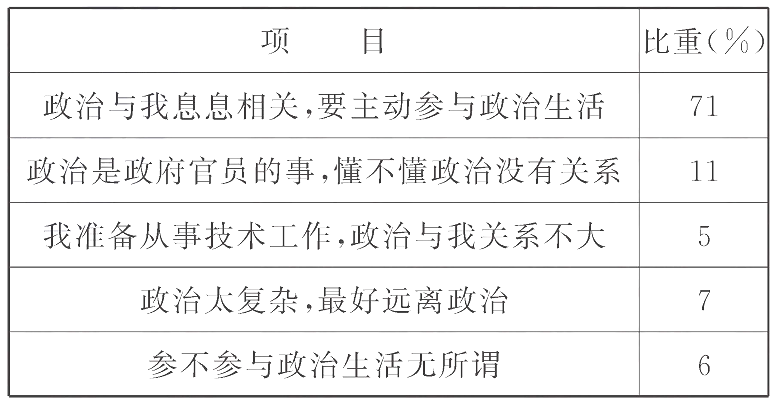 项 目 比重(%)
政治与我息息相关,要主动参与政治生活 71
政治是政府官员的事,懂不懂政治没有关系 11
我准备从事技术工作,政治与我关系不大 5
政治太复杂,最好远离政治 7
参不参与政治生活无所谓 6